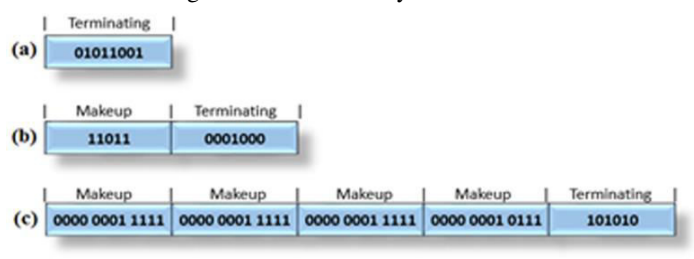 Terminating
(a) 01011001
Makeup Terminating
(b) 11011 0001000
Makeup Makeup Makeup Makeup Terminating
(c) 0000 0001 1111 0000 0001 1111 0000 0001 1111 0000 0001 0111 101010